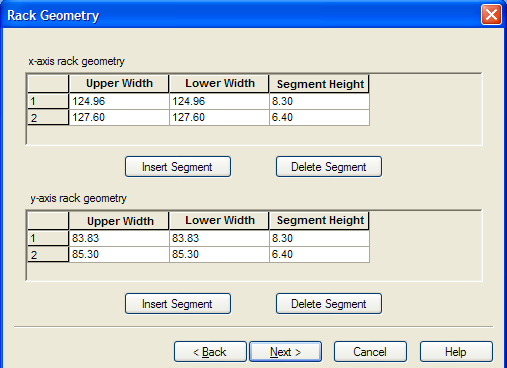 Rack Geometry
x-axis rack geometry
Upper Width Lower Width Segment Height
1 124.96 124.96 8.30
2 127.60 127.60 6.40
Insert Segment Delete Segment
y-axis rack geometry
Upper Width Lower Width Segment Height
1 83.83 83.83 8.30
2 85.30 85.30 6.40
Insert Segment Delete Segment
< Back Next > Cancel Help